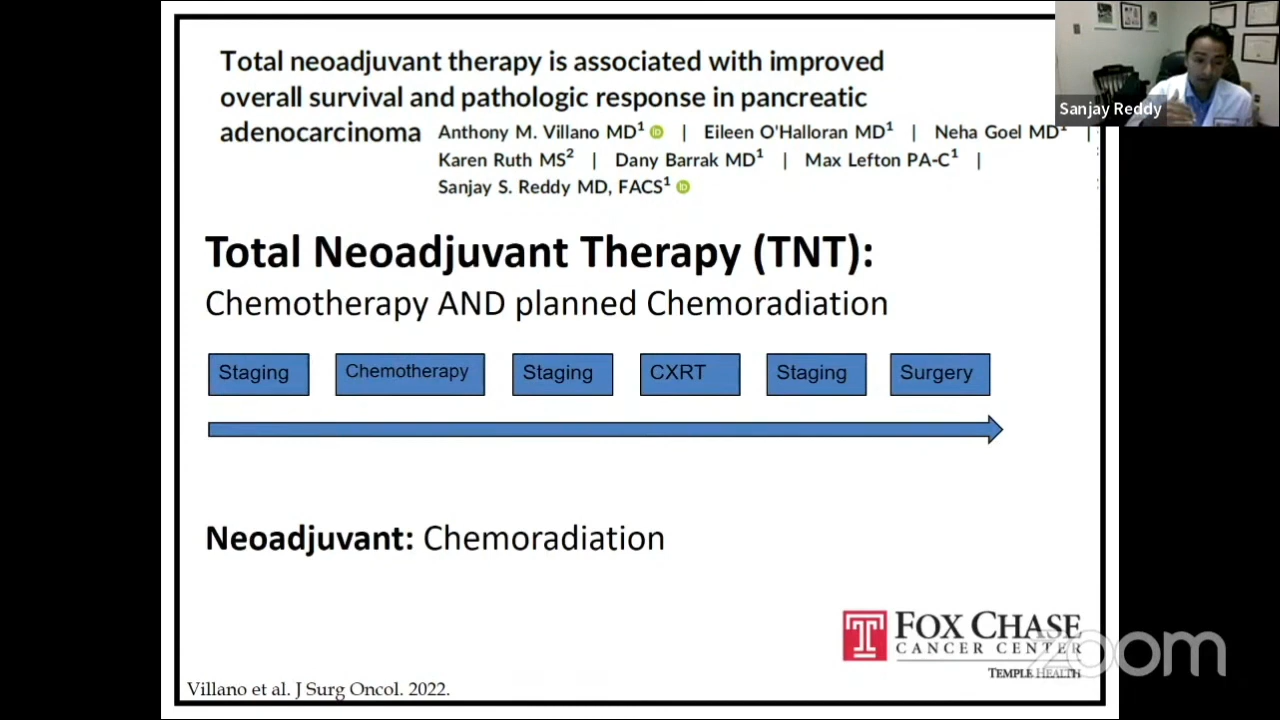 Total neoadjuvant therapy is associated with improved
overall survival and pathologic response in pancreatic
adenocarcinoma Anthony M. Villano MD1 | Eileen O'Halloran MD1 | Neha Goel MD1 |
Karen Ruth MS2 | Dany Barrak MD1 | Max Lefton PA-C1 |
Sanjay S. Reddy MD, FACS1
Sanjay Reddy
Total Neoadjuvant Therapy (TNT):
Chemotherapy AND planned Chemoradiation
Staging Chemotherapy Staging CXRT Staging Surgery
Neoadjuvant: Chemoradiation
FOX CHASE
CANCER CENTER
TEMPLE HEALTH
zoom
Villano et al. J Surg Oncol. 2022.